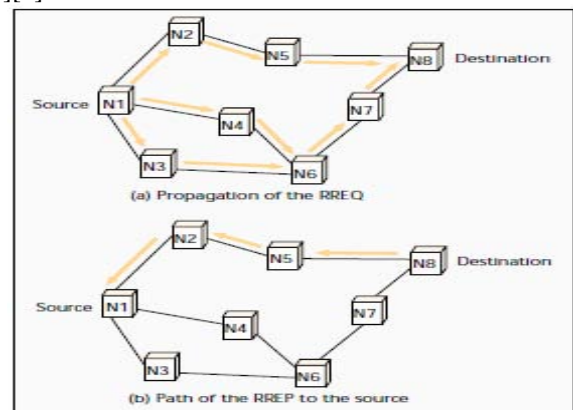 N2
N5
N8 Destination
Source N1
N4
N7
N3
N6
(a) Propagation of the RREQ
N2
N5
N8 Destination
Source N1
N4
N7
N3
N6
(b) Path of the RREP to the source